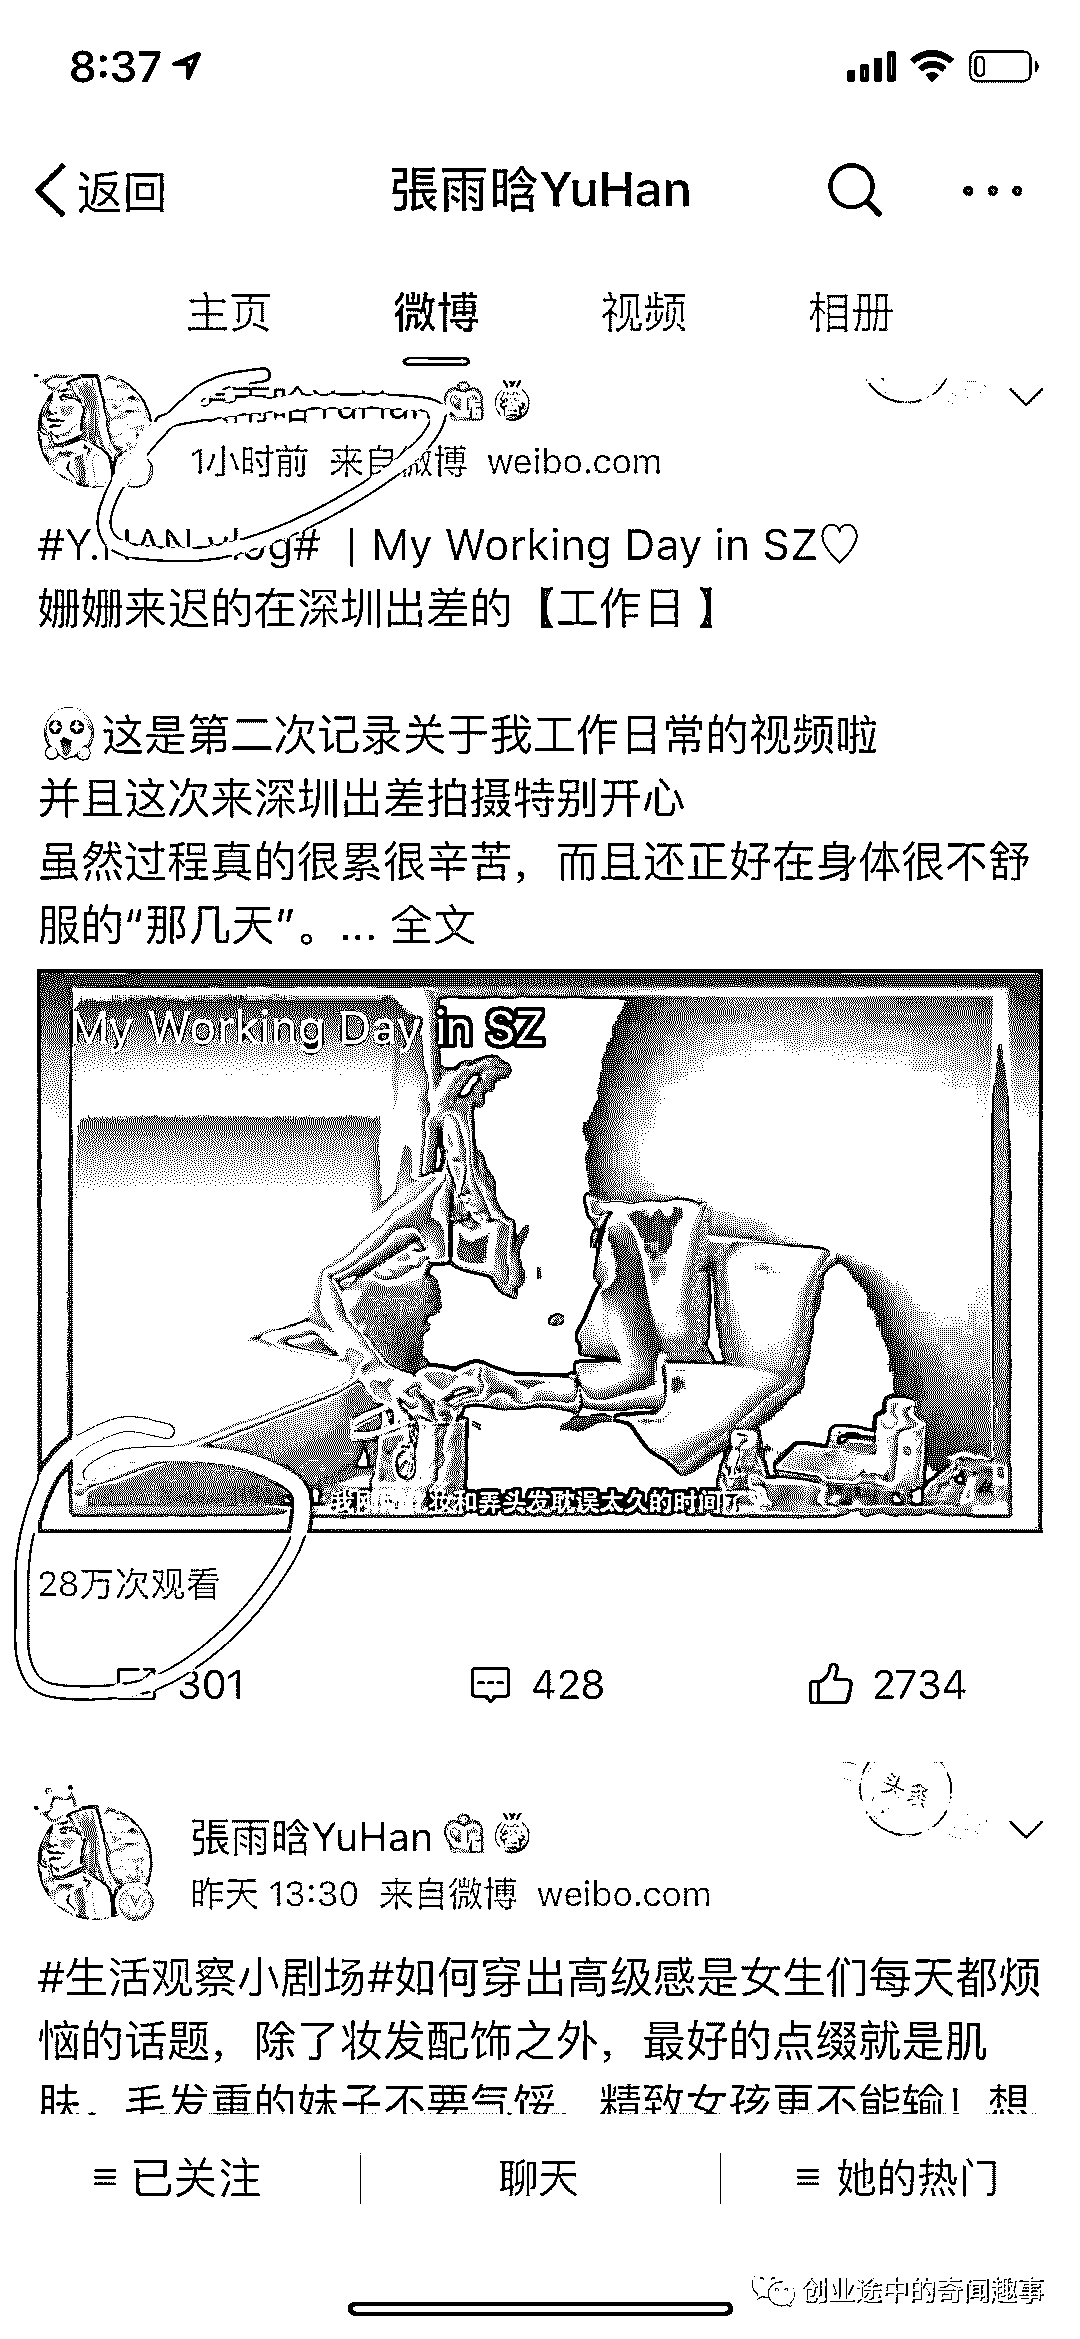 8:37
返回
張雨晗YuHan
主页 微博 视频 相册
1小时前 来自微博 weibo.com
#Y.HAN vlog# | My Working Day in SZ♡
姗姗来迟的在深圳出差的【工作日 】
😱这是第二次记录关于我工作日常的视频啦
并且这次来深圳出差拍摄特别开心
虽然过程真的很累很辛苦，而且还正好在身体很不舒
服的“那几天”。... 全文
My Working Day in SZ
妆和弄头发耽误太久的时间了
28万次观看
301 428 2734
头条
張雨晗YuHan
昨天 13:30 来自微博 weibo.com
#生活观察小剧场#如何穿出高级感是女生们每天都烦
恼的话题，除了妆发配饰之外，最好的点缀就是肌
肤，毛发重的妹子不要气馁，精致女孩更不能输！想
≡ 已关注 聊天 ≡ 她的热门
创业途中的奇闻趣事